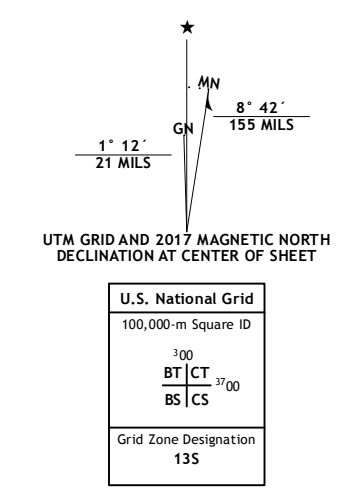 MN
GN
8° 42´
155 MILS
1° 12´
21 MILS
UTM GRID AND 2017 MAGNETIC NORTH
DECLINATION AT CENTER OF SHEET
U.S. National Grid
100,000-m Square ID
³00
BT CT
³⁷00
BS CS
Grid Zone Designation
13S